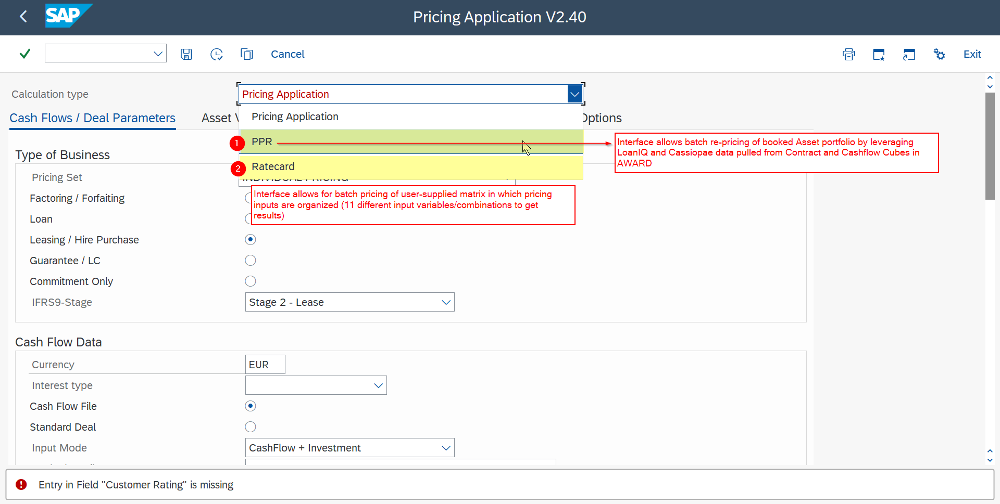 SAP
Pricing Application V2.40
Cancel
Exit
Calculation type
Pricing Application
Cash Flows / Deal Parameters
Asset
Options
Pricing Application
1
PPR
Interface allows batch re-pricing of booked Asset portfolio by leveraging
LoanIQ and Cassiopae data pulled from Contract and Cashflow Cubes in
AWARD
2
Ratecard
Type of Business
Pricing Set
INDIVIDUAL PRICING
Interface allows for batch pricing of user-supplied matrix in which pricing
inputs are organized (11 different input variables/combinations to get
results)
Factoring / Forfaiting
Loan
Leasing / Hire Purchase
Guarantee / LC
Commitment Only
IFRS9-Stage
Stage 2 - Lease
Cash Flow Data
Currency
EUR
Interest type
Cash Flow File
Standard Deal
Input Mode
CashFlow + Investment
Entry in Field "Customer Rating" is missing